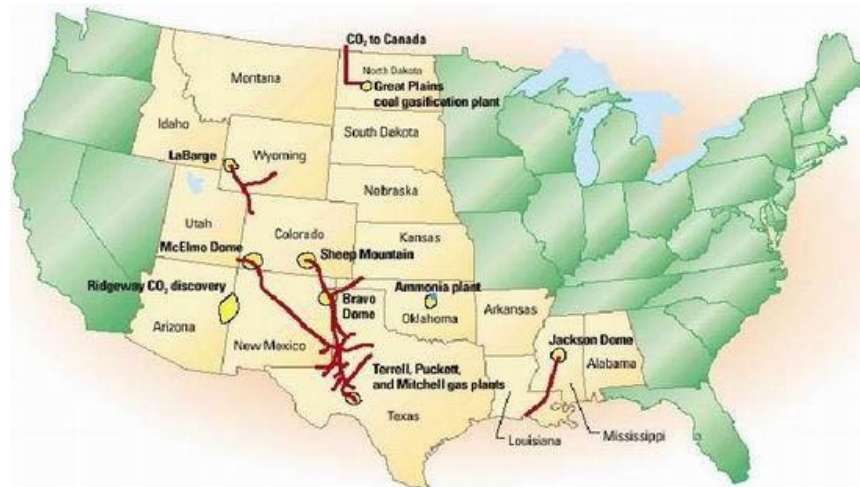 CO₂ to Canada
Montana
North Dakota
Great Plains
coal gasification plant
Idaho
South Dakota
LaBarge
Wyoming
Nebraska
Utah
Colorado
Kansas
McElmo Dome
Sheep Mountain
Ridgeway CO₂ discovery
Bravo
Dome
Ammonia plant
Oklahoma
Arkansas
Arizona
New Mexico
Jackson Dome
Alabama
Terrell, Puckett,
and Mitchell gas plants
Texas
Louisiana
Mississippi